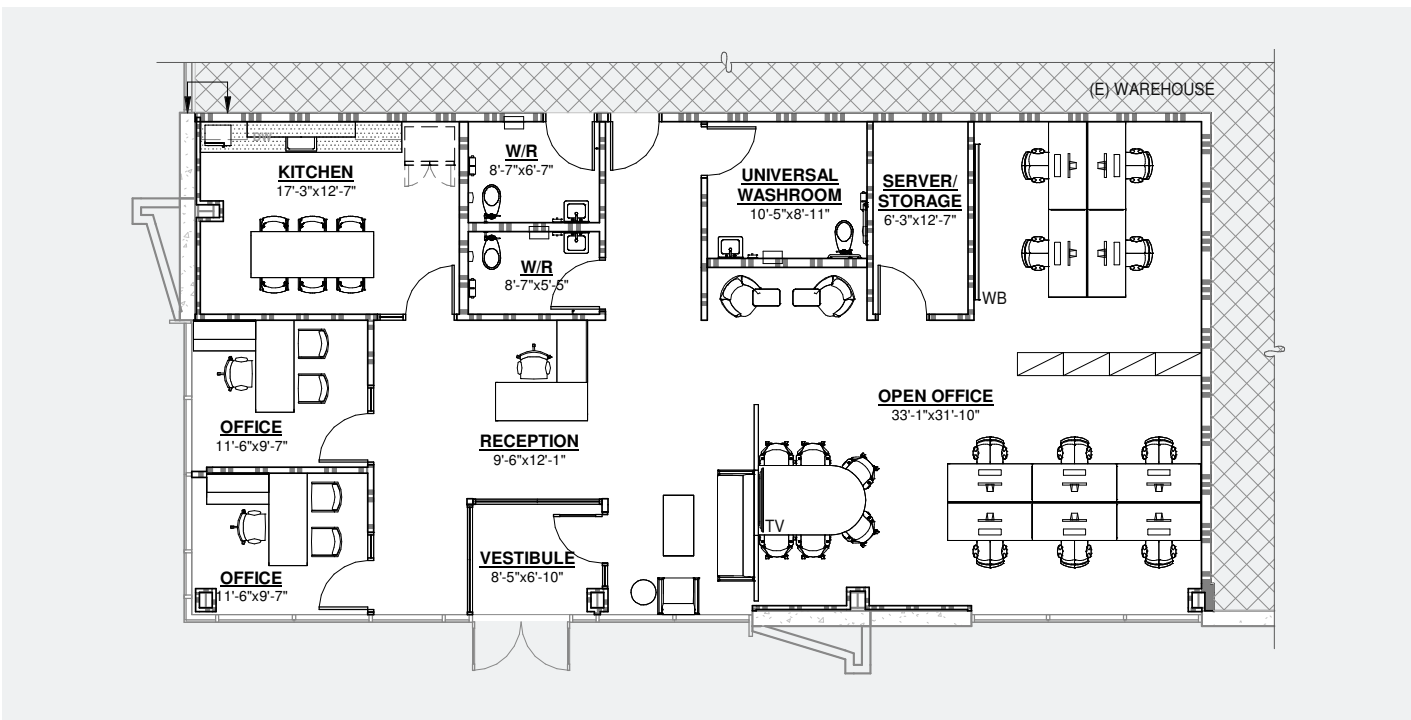 (E) WAREHOUSE
DW
KITCHEN
17'-3"x12'-7"
W/R
8'-7"x6'-7"
W/R
8'-7"x5'-5"
UNIVERSAL
WASHROOM
10'-5"x8'-11"
SERVER/
STORAGE
6'-3"x12'-7"
WB
OFFICE
11'-6"x9'-7"
RECEPTION
9'-6"x12'-1"
OPEN OFFICE
33'-1"x31'-10"
TV
OFFICE
11'-6"x9'-7"
VESTIBULE
8'-5"x6'-10"